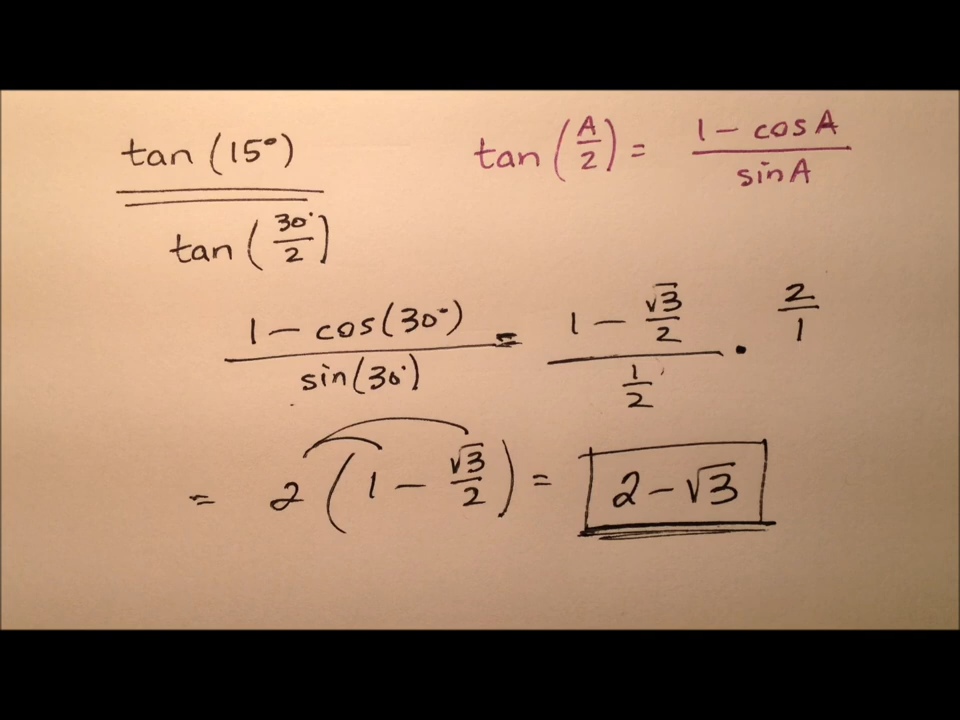 tan (15°)
tan (A/2) = (1 - cos A)/(sin A)
tan (30°/2)
(1 - cos(30°))/(sin(30°)) = (1 - √3/2)/(1/2) · 2/1
= 2 (1 - √3/2) = 2 - √3